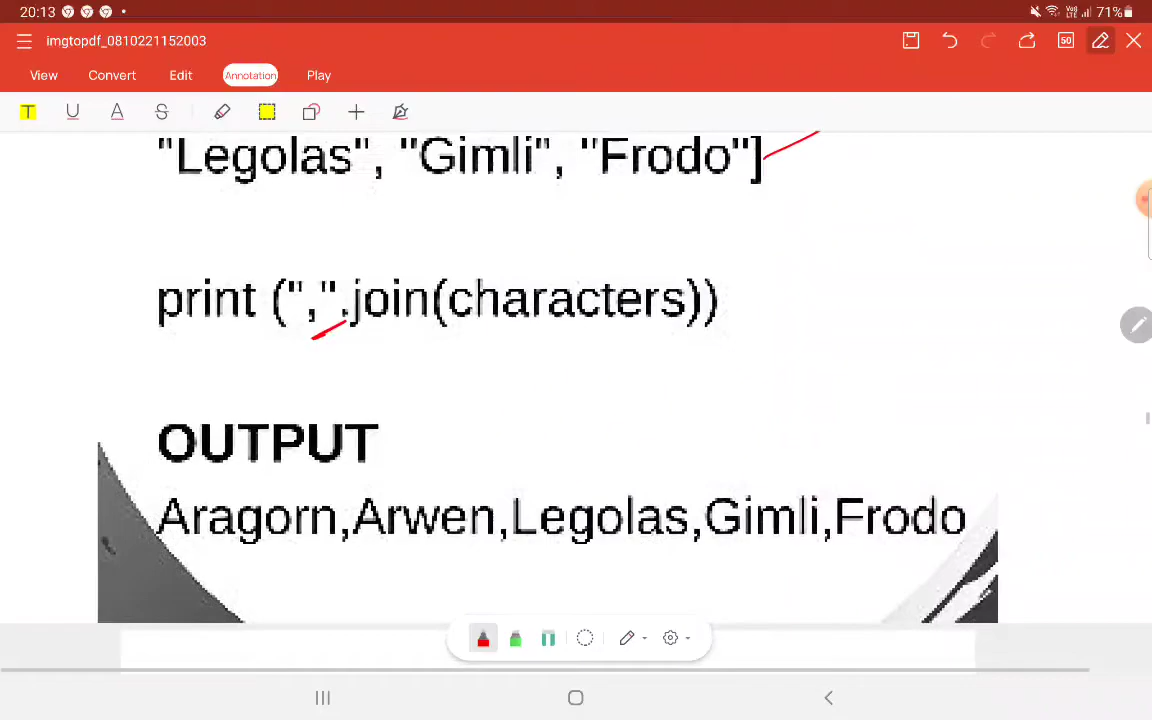 20:13
71%
imgtopdf_0810221152003
50
View Convert Edit Annotation Play
T U A S
"Legolas", "Gimli", "Frodo"]
print (",".join(characters))
OUTPUT
Aragorn,Arwen,Legolas,Gimli,Frodo